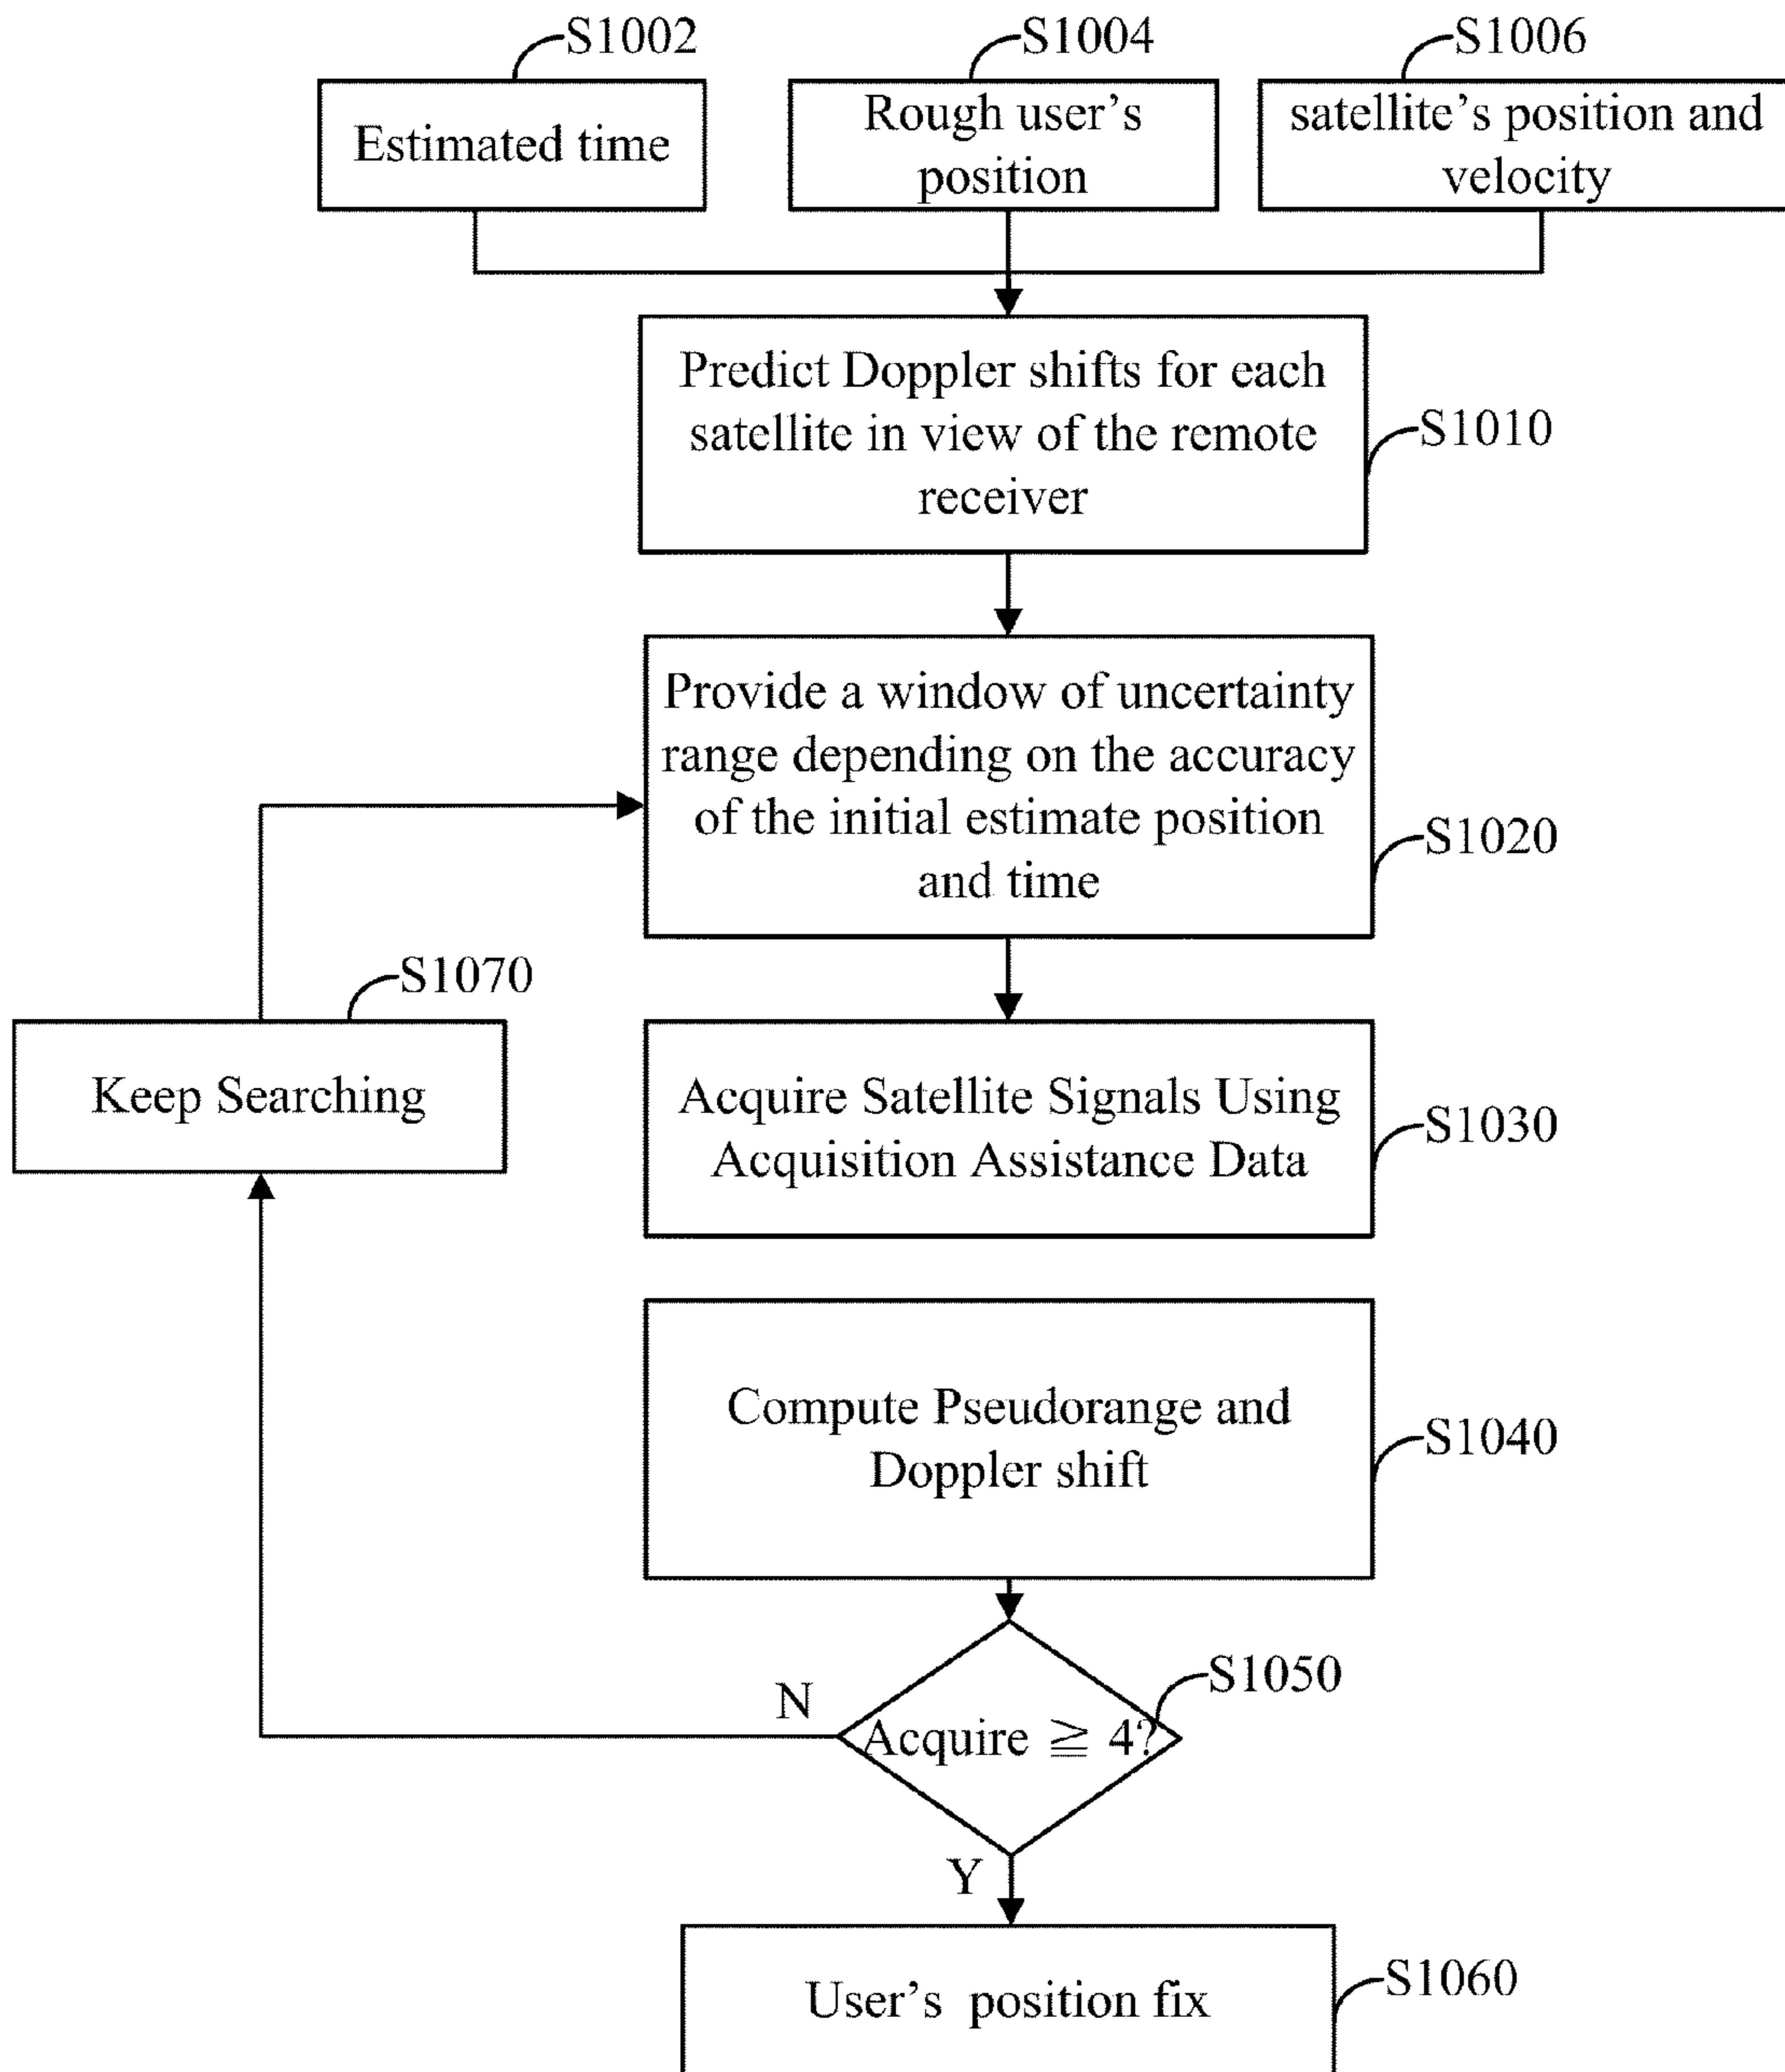 S1002
S1004
S1006
Estimated time
Rough user's
position
satellite's position and
velocity
Predict Doppler shifts for each
satellite in view of the remote
receiver
S1010
Provide a window of uncertainty
range depending on the accuracy
of the initial estimate position
and time
S1020
S1070
Keep Searching
Acquire Satellite Signals Using
Acquisition Assistance Data
S1030
Compute Pseudorange and
Doppler shift
S1040
S1050
N
Acquire ≧ 4?
Y
User's position fix
S1060